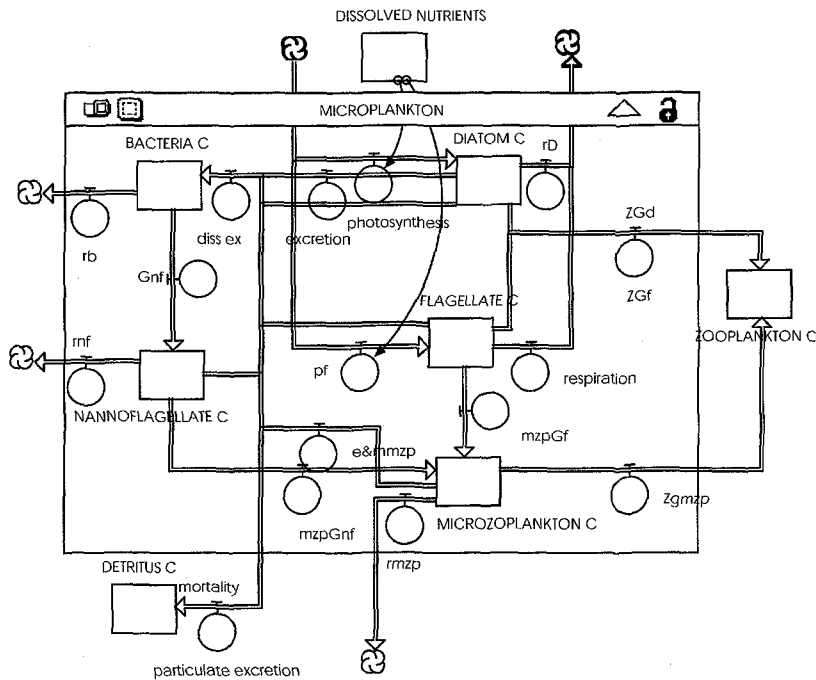 DISSOLVED NUTRIENTS
MICROPLANKTON
BACTERIA C
DIATOM C
rD
photosynthesis
diss ex
excretion
rb
ZGd
Gnf
ZGf
FLAGELLATE C
rnf
ZOOPLANKTON C
pf
respiration
NANNOFLAGELLATE C
mzpGf
e&mmzp
Zgmzp
mzpGnf
MICROZOPLANKTON C
rmzp
DETRITUS C
mortality
particulate excretion